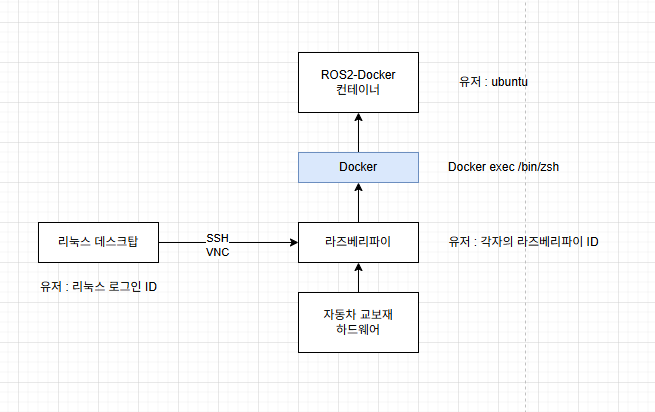 ROS2-Docker
컨테이너
유저 : ubuntu
Docker
Docker exec /bin/zsh
리눅스 데스크탑
SSH
VNC
라즈베리파이
유저 : 각자의 라즈베리파이 ID
유저 : 리눅스 로그인 ID
자동차 교보재
하드웨어